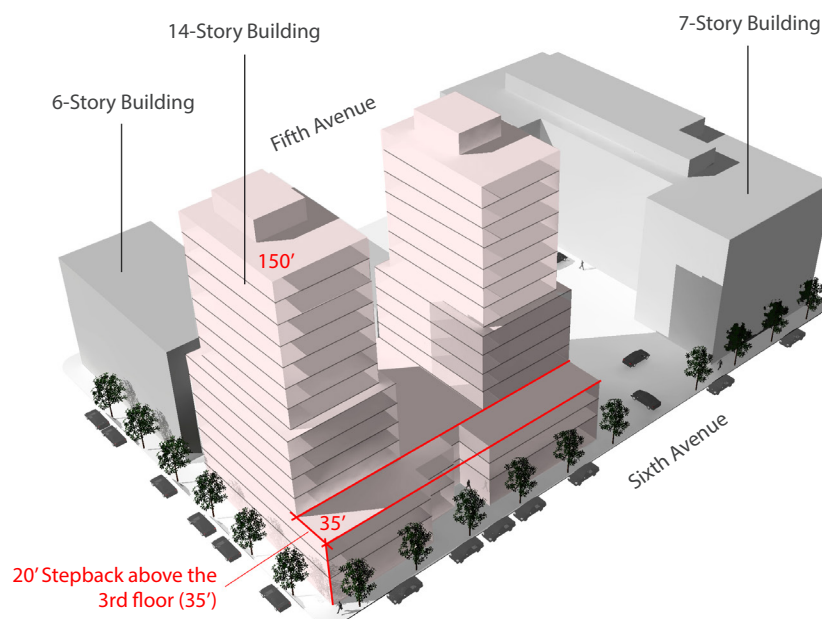 7-Story Building
14-Story Building
6-Story Building
Fifth Avenue
150’
Sixth Avenue
35’
20’ Stepback above the
3rd floor (35’)